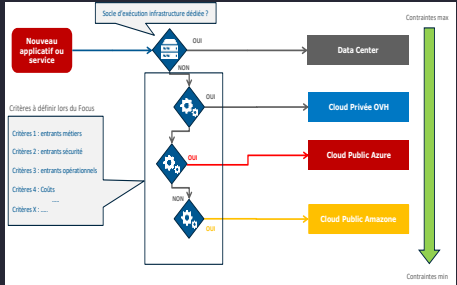 Socle d'exécution infrastructure dédiée ?
Contraintes max
Nouveau
applicatif ou
service
OUI
Data Center
NON
Critères à définir lors du Focus
OUI
Cloud Privée OVH
Critères 1 : entrants métiers
Critères 2 : entrants sécurité
Critères 3 : entrants opérationnels
Critères 4 : Coûts
.....
Critères X : .....
NON
OUI
Cloud Public Azure
NON
OUI
Cloud Public Amazone
Contraintes min